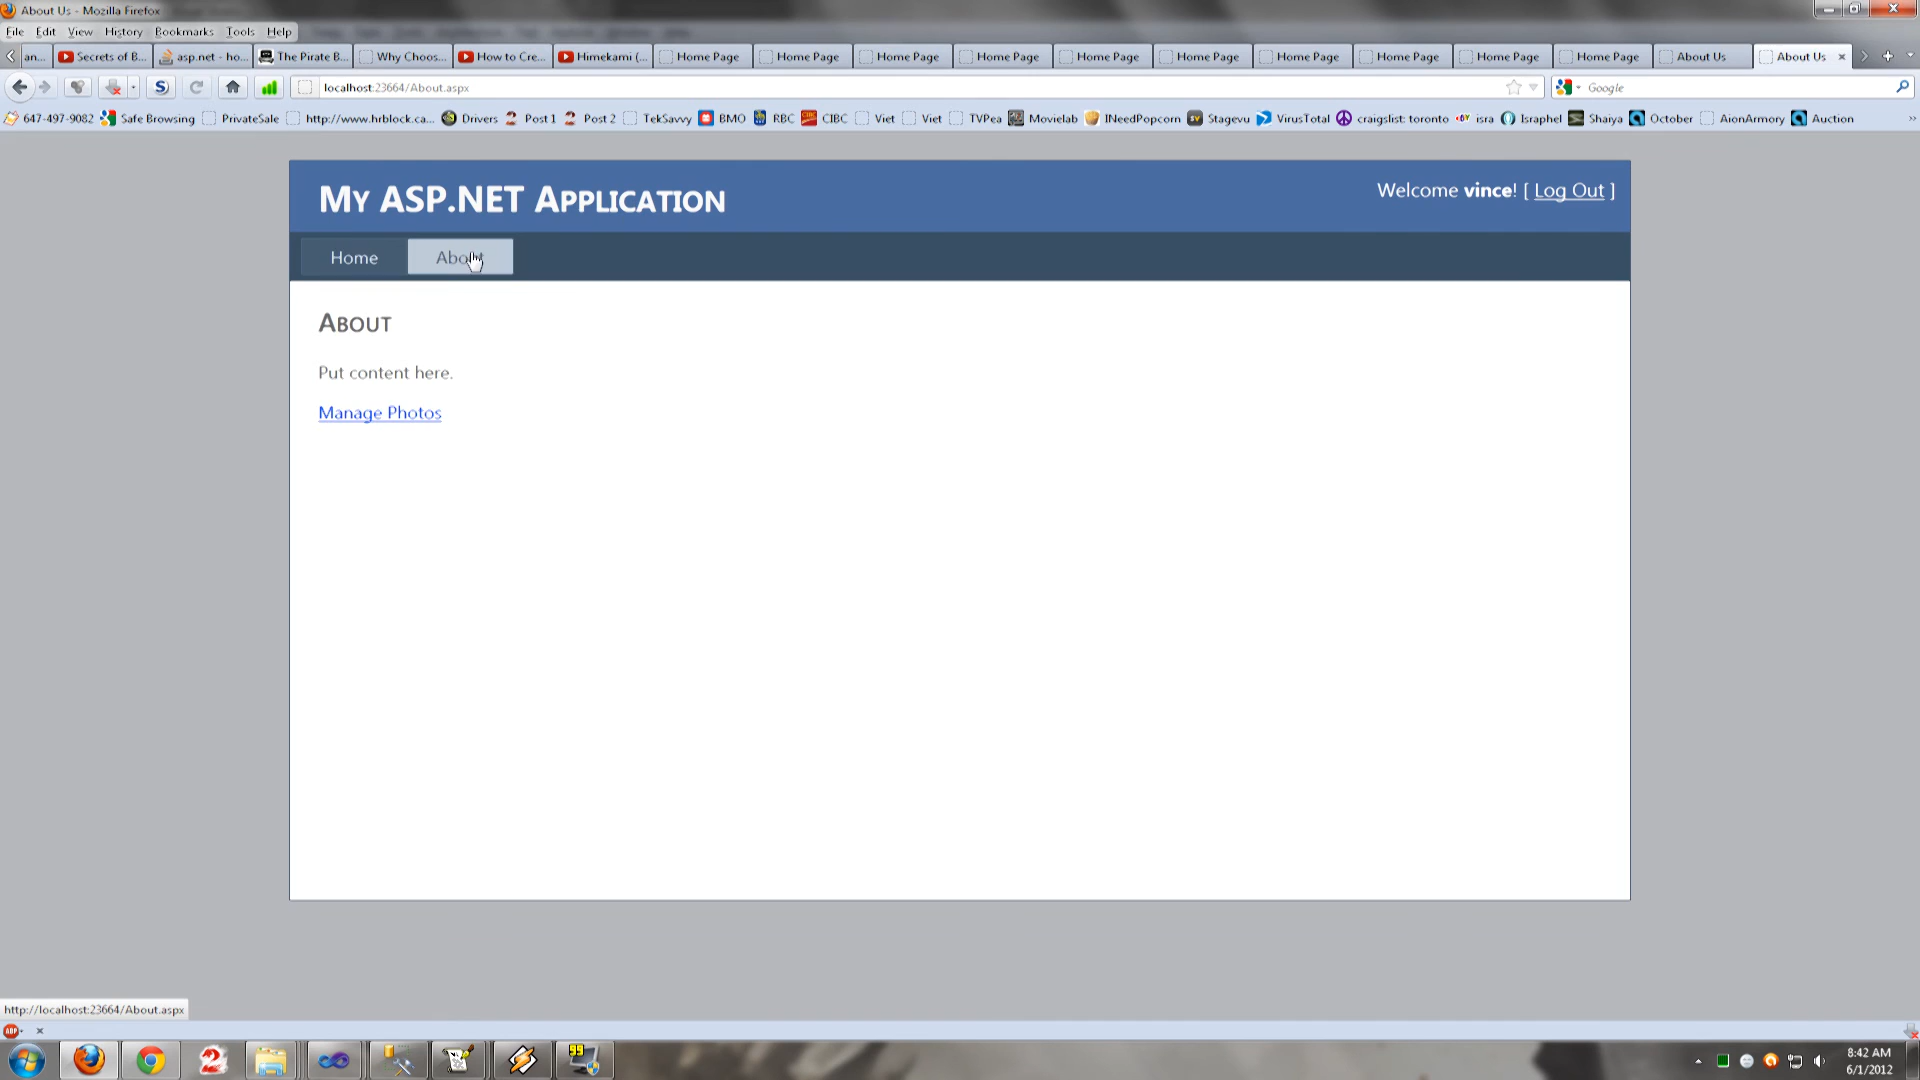 About Us - Mozilla Firefox
File Edit View History Bookmarks Tools Help
an... Secrets of B... asp.net - ho... The Pirate B... Why Choos... How to Cre... Himekami (... Home Page Home Page Home Page Home Page Home Page Home Page Home Page Home Page Home Page Home Page About Us About Us
localhost:23664/About.aspx Google
647-497-9082 Safe Browsing PrivateSale http://www.hrblock.ca... Drivers Post 1 Post 2 TekSavvy BMO RBC CIBC Viet Viet TVPea Movielab INeedPopcorn Stagevu VirusTotal craigslist: toronto isra Israphel Shaiya October AionArmory Auction
My ASP.NET Application
Welcome vince! [ Log Out ]
Home About
About
Put content here.
Manage Photos
http://localhost:23664/About.aspx
ABP
8:42 AM
6/1/2012